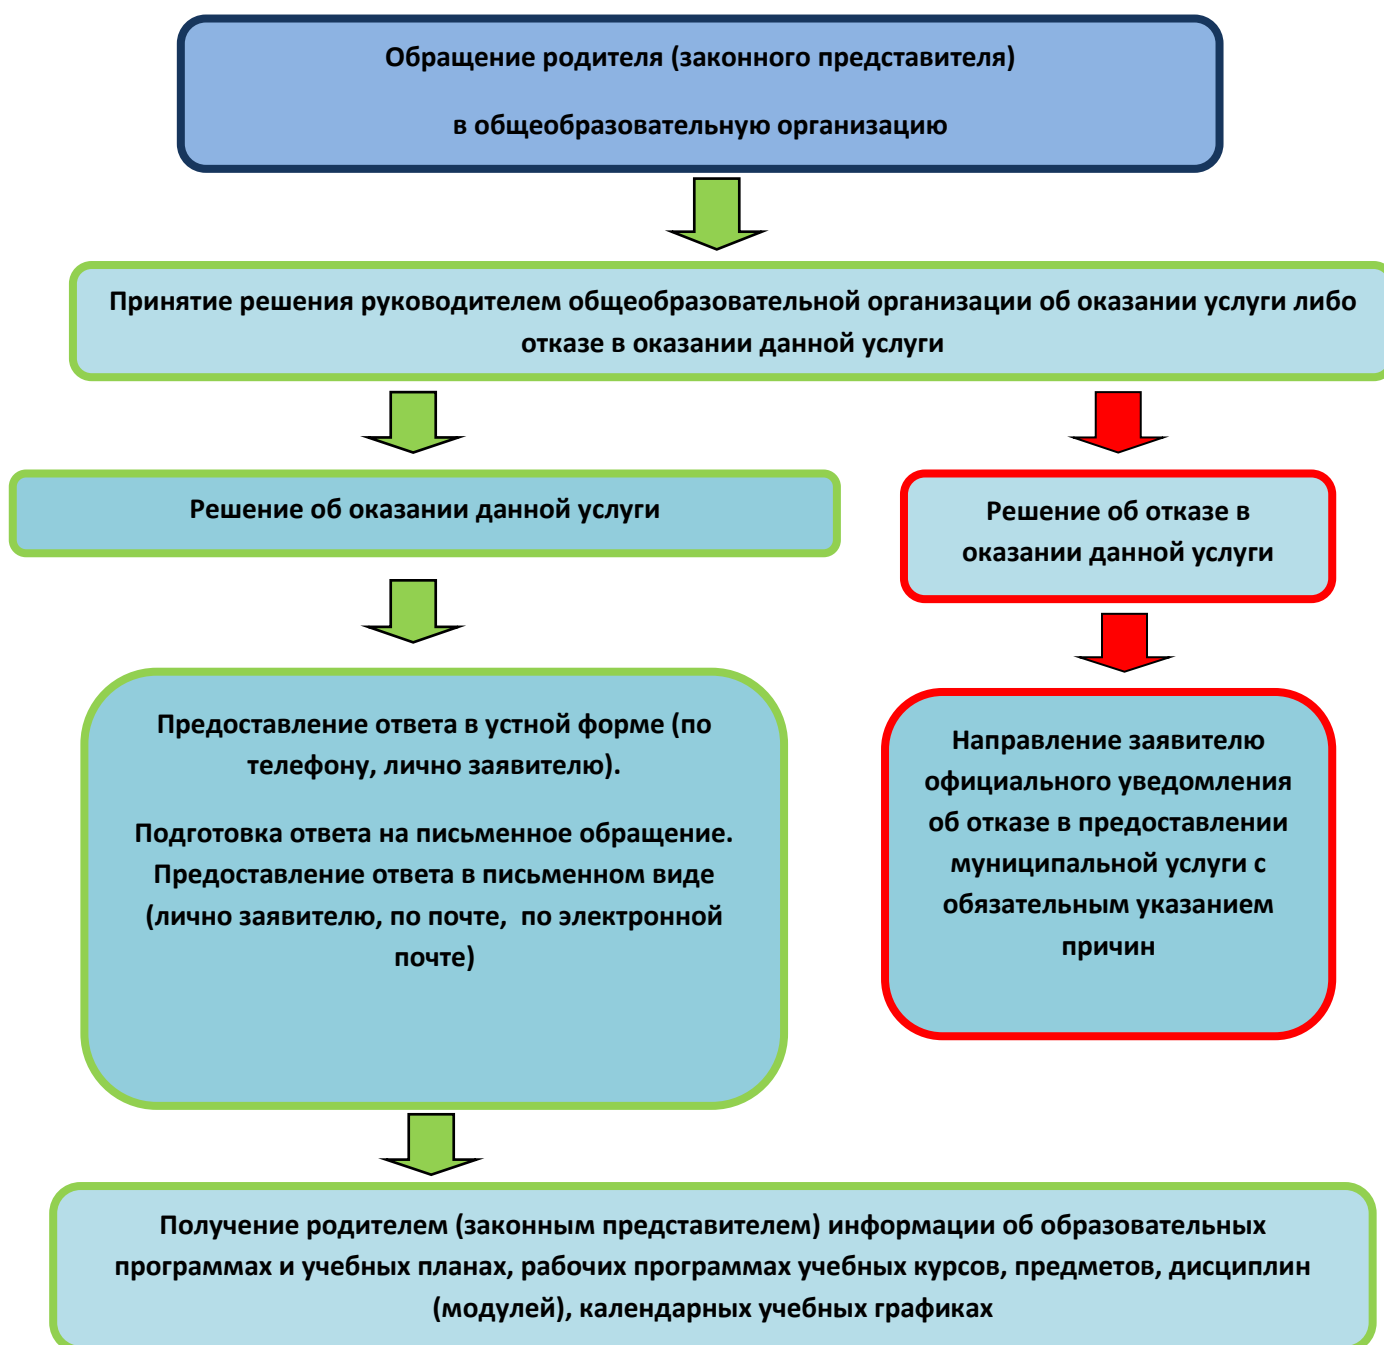 Обращение родителя (законного представителя)
в общеобразовательную организацию
Принятие решения руководителем общеобразовательной организации об оказании услуги либо
отказе в оказании данной услуги
Решение об оказании данной услуги
Решение об отказе в
оказании данной услуги
Предоставление ответа в устной форме (по
телефону, лично заявителю).
Подготовка ответа на письменное обращение.
Предоставление ответа в письменном виде
(лично заявителю, по почте,  по электронной
почте)
Направление заявителю
официального уведомления
об отказе в предоставлении
муниципальной услуги с
обязательным указанием
причин
Получение родителем (законным представителем) информации об образовательных
программах и учебных планах, рабочих программах учебных курсов, предметов, дисциплин
(модулей), календарных учебных графиках